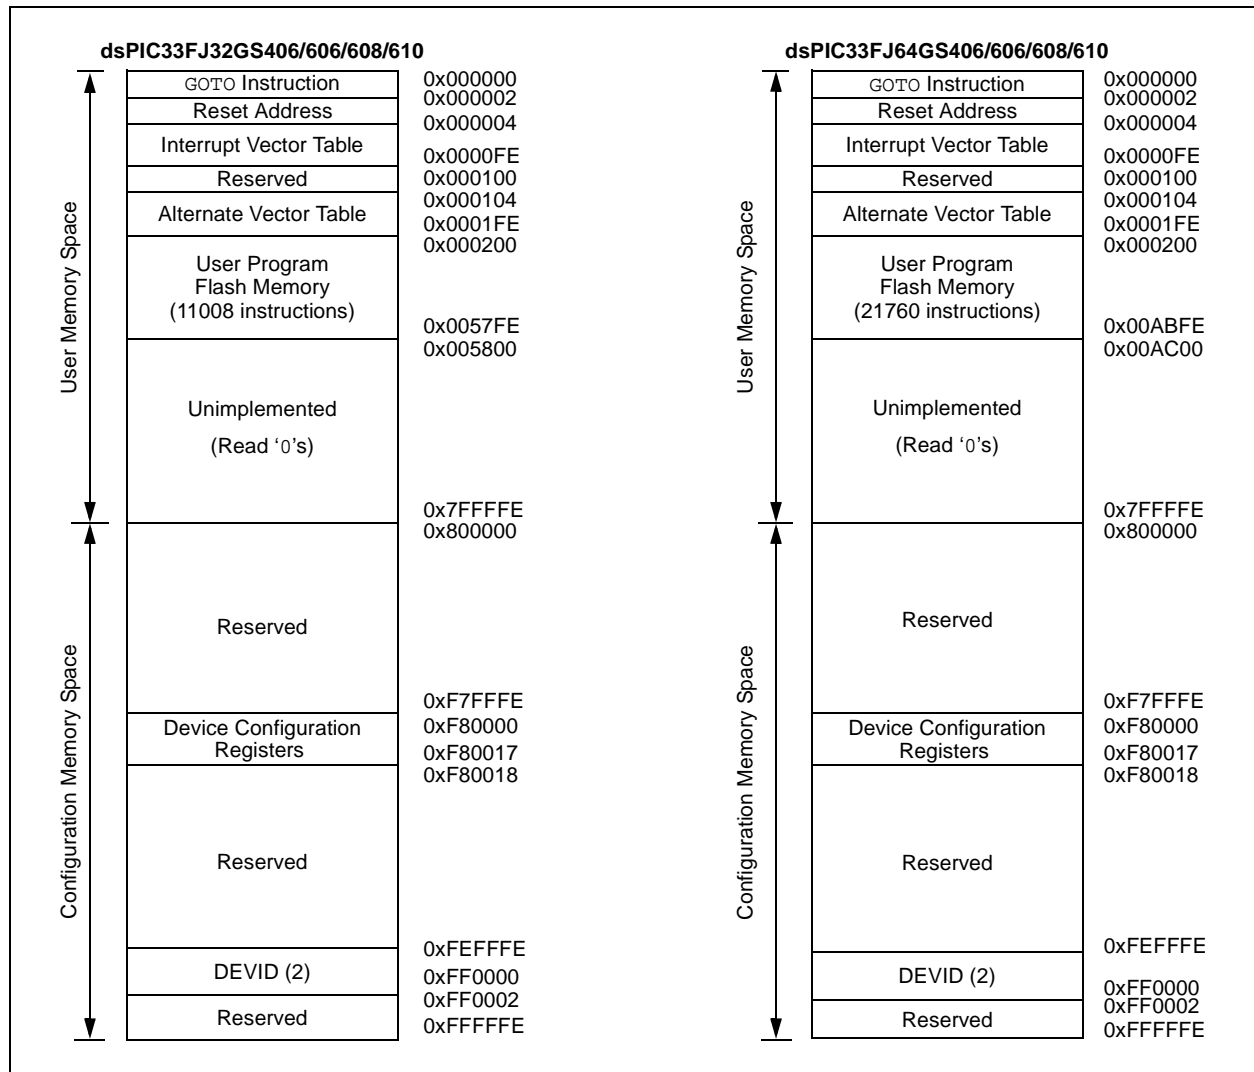 dsPIC33FJ32GS406/606/608/610
GOTO Instruction
0x000000
Reset Address
0x000002
Interrupt Vector Table
0x000004
0x0000FE
Reserved
0x000100
Alternate Vector Table
0x000104
0x0001FE
User Program
Flash Memory
(11008 instructions)
0x000200
0x0057FE
Unimplemented
(Read ‘0’s)
0x005800
0x7FFFFE
User Memory Space
Reserved
0x800000
0xF7FFFE
Device Configuration
Registers
0xF80000
0xF80017
Reserved
0xF80018
0xFEFFFE
DEVID (2)
0xFF0000
Reserved
0xFF0002
0xFFFFFE
Configuration Memory Space
dsPIC33FJ64GS406/606/608/610
GOTO Instruction
0x000000
Reset Address
0x000002
Interrupt Vector Table
0x000004
0x0000FE
Reserved
0x000100
Alternate Vector Table
0x000104
0x0001FE
User Program
Flash Memory
(21760 instructions)
0x000200
0x00ABFE
Unimplemented
(Read ‘0’s)
0x00AC00
0x7FFFFE
User Memory Space
Reserved
0x800000
0xF7FFFE
Device Configuration
Registers
0xF80000
0xF80017
Reserved
0xF80018
0xFEFFFE
DEVID (2)
0xFF0000
Reserved
0xFF0002
0xFFFFFE
Configuration Memory Space